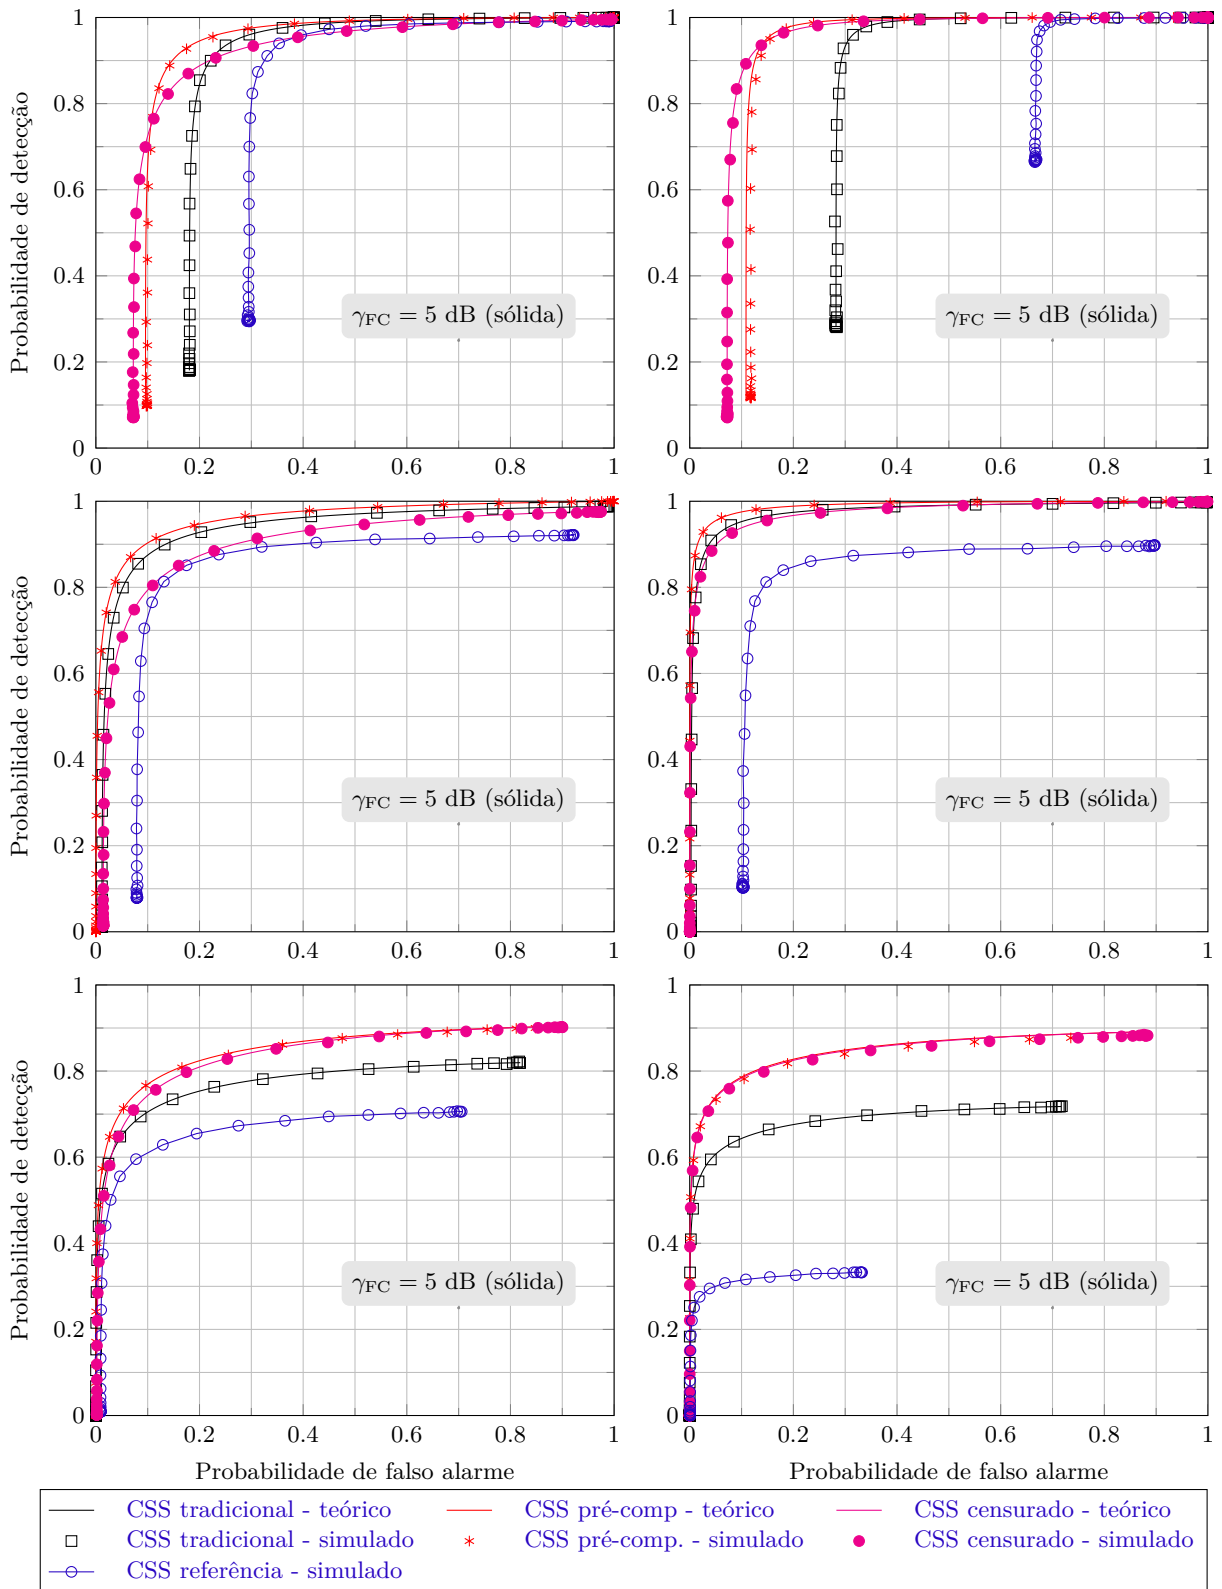 1
1
0.8
0.8
0.6
0.6
0.4
0.4
0.2
0.2
0
0
Probabilidade de detecção
γFC = 5 dB (sólida)
γFC = 5 dB (sólida)
0 0.2 0.4 0.6 0.8 1
0 0.2 0.4 0.6 0.8 1
1
1
0.8
0.8
0.6
0.6
0.4
0.4
0.2
0.2
0
0
Probabilidade de detecção
γFC = 5 dB (sólida)
γFC = 5 dB (sólida)
0 0.2 0.4 0.6 0.8 1
0 0.2 0.4 0.6 0.8 1
1
1
0.8
0.8
0.6
0.6
0.4
0.4
0.2
0.2
0
0
Probabilidade de detecção
γFC = 5 dB (sólida)
γFC = 5 dB (sólida)
0 0.2 0.4 0.6 0.8 1
0 0.2 0.4 0.6 0.8 1
Probabilidade de falso alarme
Probabilidade de falso alarme
CSS tradicional - teórico CSS pré-comp - teórico CSS censurado - teórico
CSS tradicional - simulado CSS pré-comp. - simulado CSS censurado - simulado
CSS referência - simulado